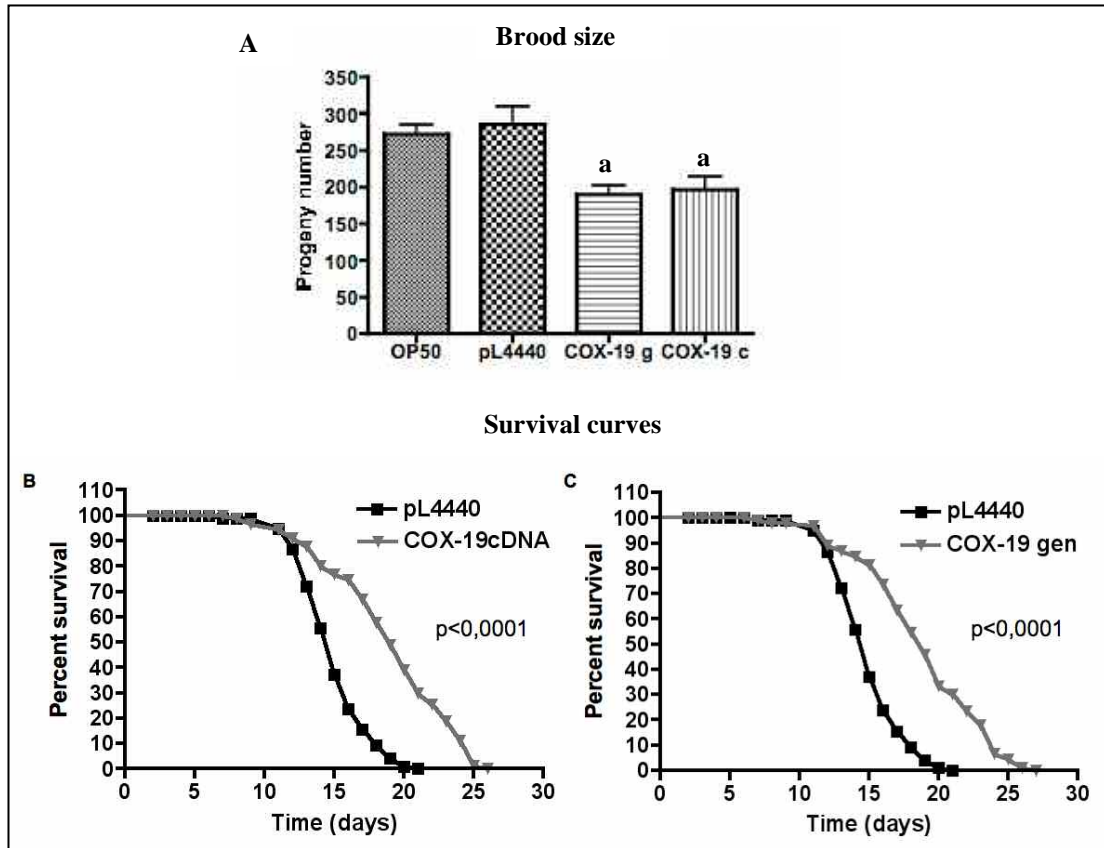 A
Brood size
350
300
250
200
150
100
50
0
Progeny number
a
a
OP50 pL4440 COX-19 g COX-19 c
Survival curves
B
110
100
90
80
70
60
50
40
30
20
10
0
Percent survival
pL4440
COX-19cDNA
p<0,0001
0 5 10 15 20 25 30
Time (days)
C
110
100
90
80
70
60
50
40
30
20
10
0
Percent survival
pL4440
COX-19 gen
p<0,0001
0 5 10 15 20 25 30
Time (days)